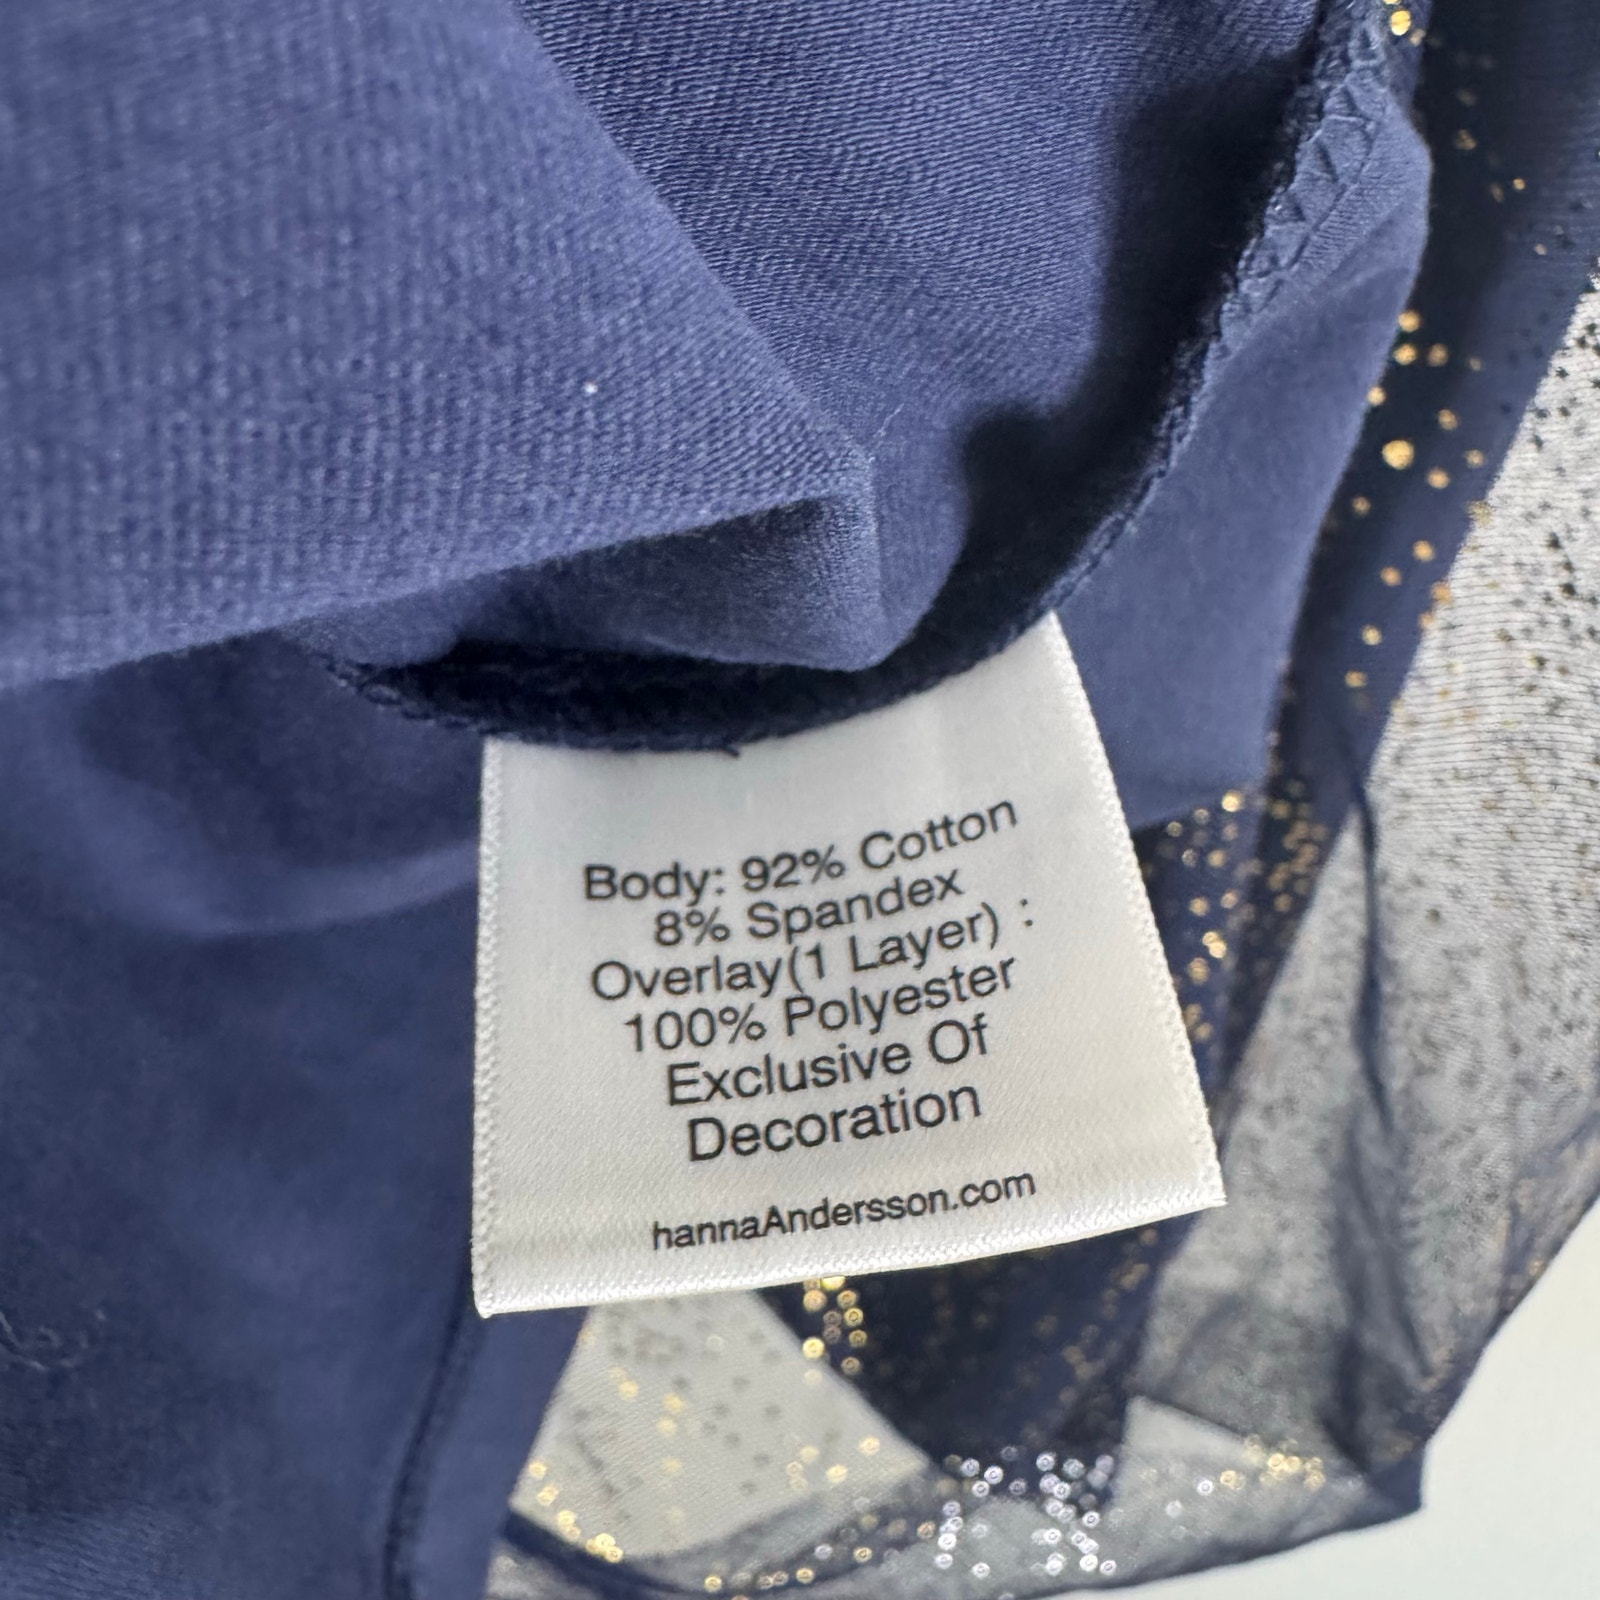 Body: 92% Cotton
8% Spandex
Overlay(1 Layer) :
100% Polyester
Exclusive Of
Decoration
hannaAndersson.com